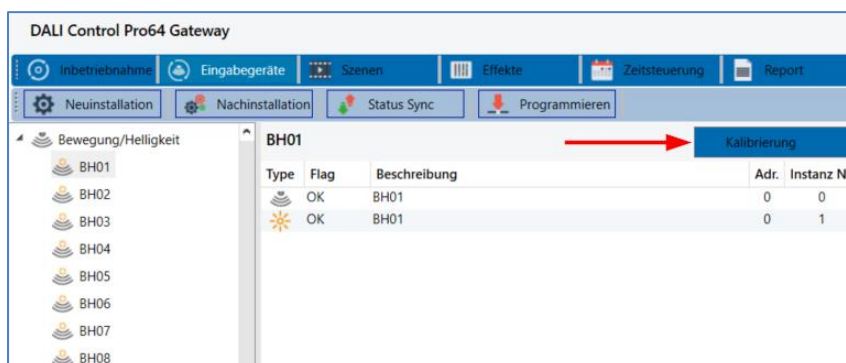 DALI Control Pro64 Gateway
Inbetriebnahme Eingabegeräte Szenen Effekte Zeitsteuerung Report
Neuinstallation Nachinstallation Status Sync Programmieren
Bewegung/Helligkeit
BH01
BH02
BH03
BH04
BH05
BH06
BH07
BH08
BH01 Kalibrierung
Type Flag Beschreibung Adr. Instanz N
OK BH01 0 0
OK BH01 0 1